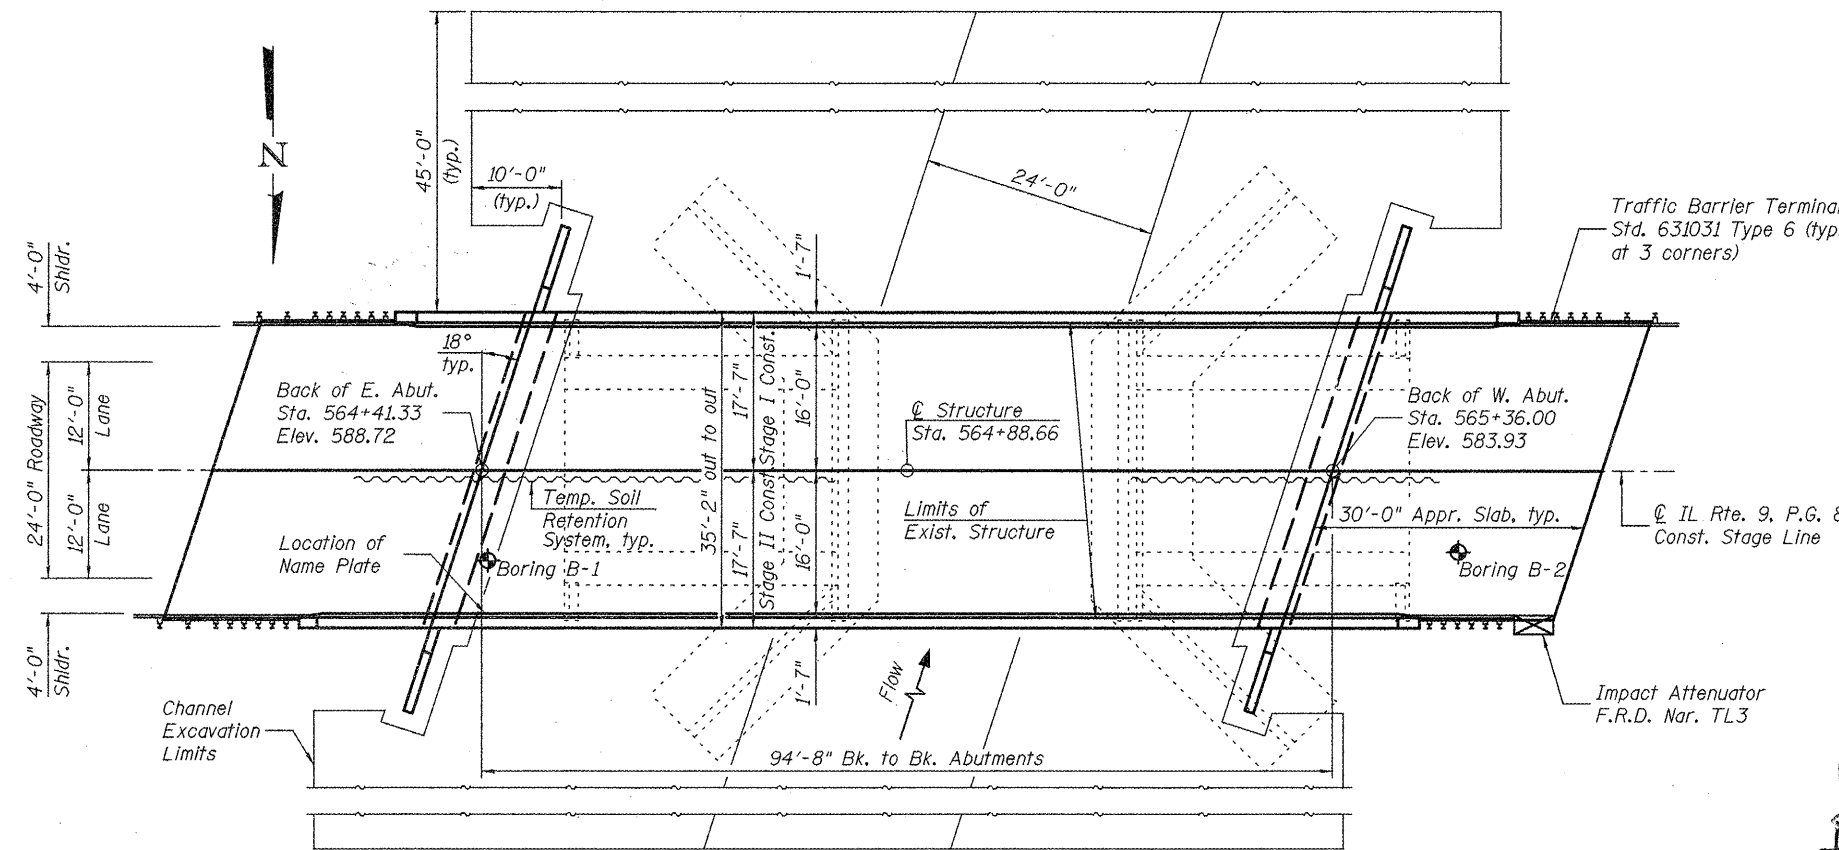 N
45'-0"
(typ.)
10'-0"
(typ.)
24'-0"
Traffic Barrier Terminal
Std. 631031 Type 6 (typ.
at 3 corners)
4'-0"
Shldr.
1'-7"
18°
typ.
Back of E. Abut.
Sta. 564+41.33
Elev. 588.72
24'-0" Roadway
12'-0"
Lane
12'-0"
Lane
35'-2" out to out
17'-7"
Stage I Const.
16'-0"
℄ Structure
Sta. 564+88.66
Back of W. Abut.
Sta. 565+36.00
Elev. 583.93
Temp. Soil
Retention
System, typ.
Location of
Name Plate
Boring B-1
17'-7"
Stage II Const.
16'-0"
Limits of
Exist. Structure
30'-0" Appr. Slab, typ.
℄ IL Rte. 9, P.G. &
Const. Stage Line
Boring B-2
4'-0"
Shldr.
1'-7"
Flow
Channel
Excavation
Limits
94'-8" Bk. to Bk. Abutments
Impact Attenuator
F.R.D. Nar. TL3